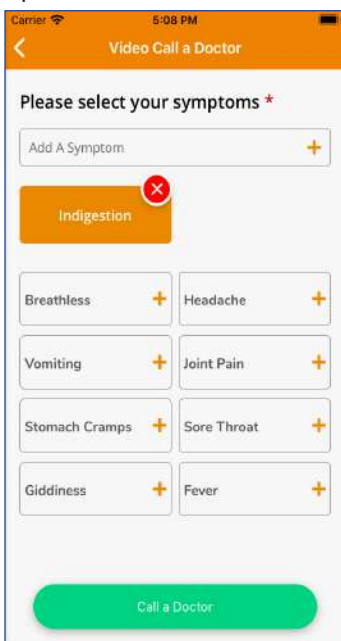 Carrier 5:08 PM
Video Call a Doctor
Please select your symptoms *
Add A Symptom +
Indigestion
Breathless + Headache +
Vomiting + Joint Pain +
Stomach Cramps + Sore Throat +
Giddiness + Fever +
Call a Doctor